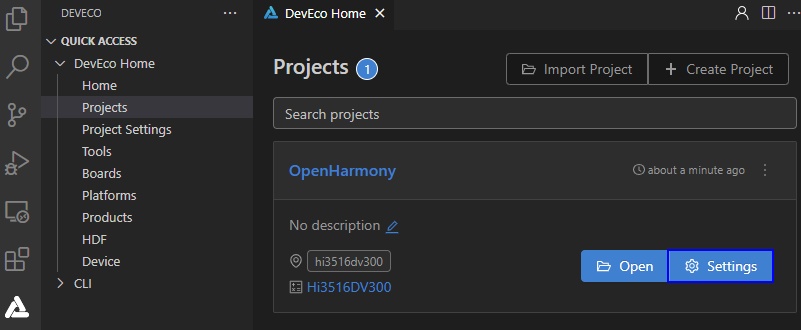 DEVECO
QUICK ACCESS
DevEco Home
Home
Projects
Project Settings
Tools
Boards
Platforms
Products
HDF
Device
CLI
DevEco Home
Projects 1
Import Project
Create Project
Search projects
OpenHarmony
about a minute ago
No description
hi3516dv300
Hi3516DV300
Open
Settings